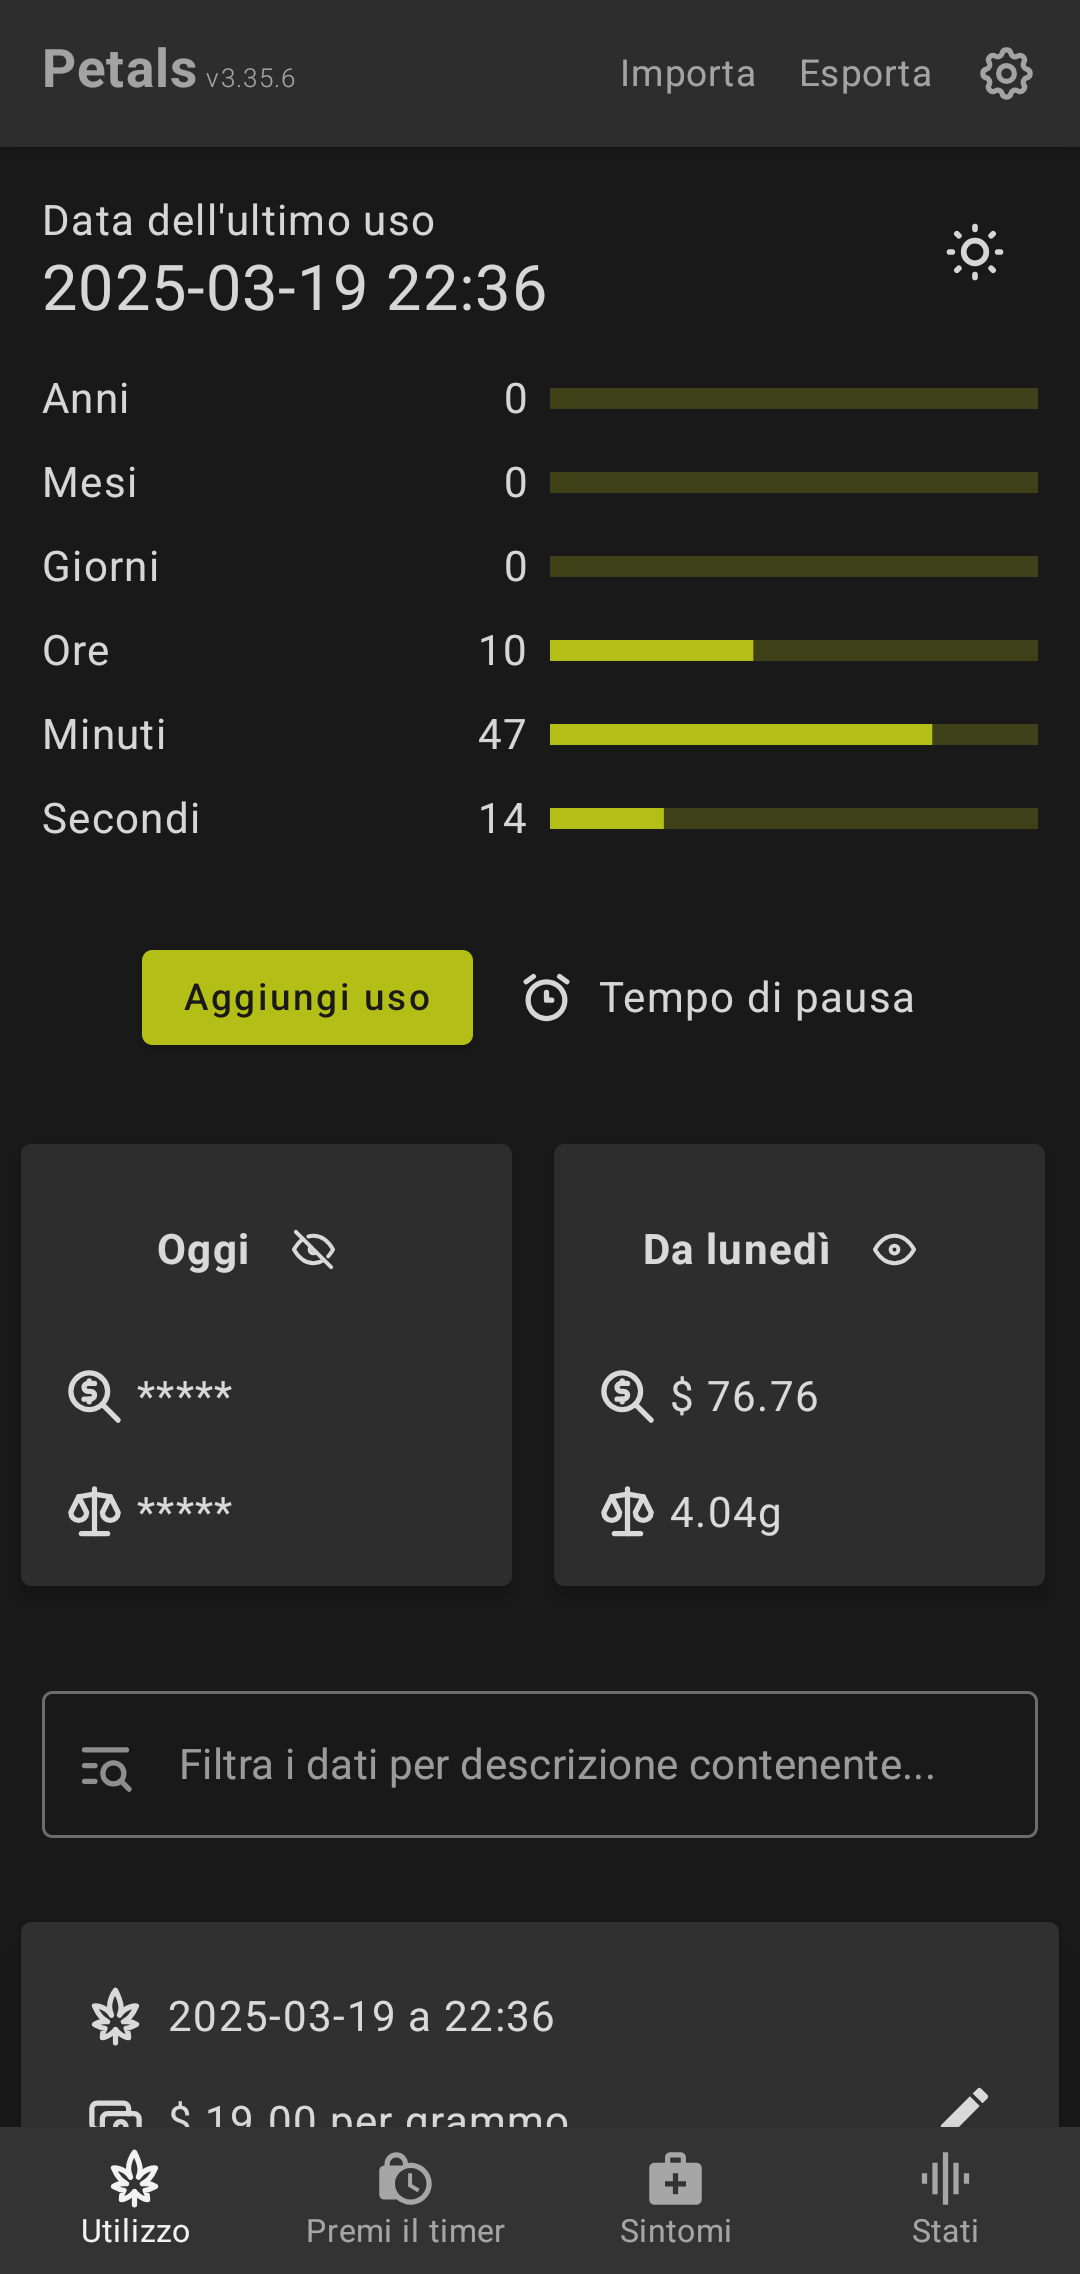 Petals v3.35.6
Importa
Esporta
Data dell'ultimo uso
2025-03-19 22:36
Anni 0
Mesi 0
Giorni 0
Ore 10
Minuti 47
Secondi 14
Aggiungi uso
Tempo di pausa
Oggi
*****
*****
Da lunedì
$ 76.76
4.04g
Filtra i dati per descrizione contenente...
2025-03-19 a 22:36
$ 19.00 per grammo
Utilizzo
Premi il timer
Sintomi
Stati